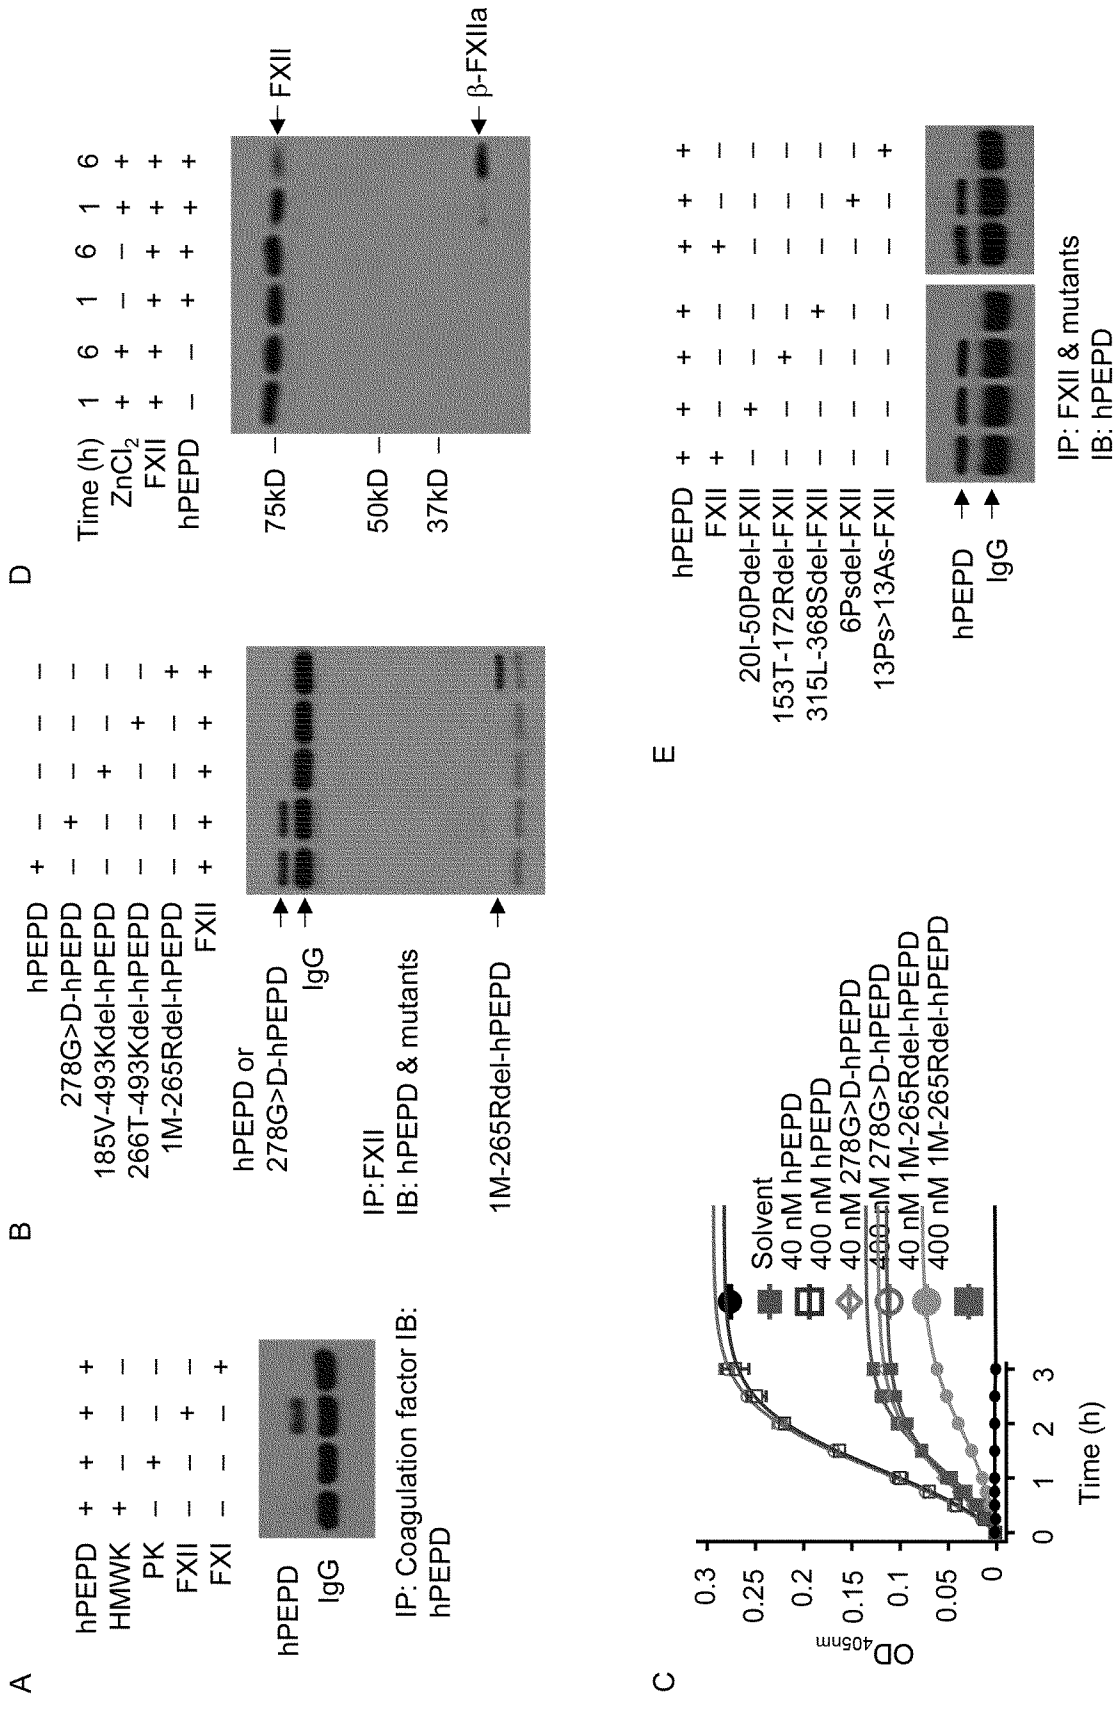 A
hPEPD + + + +
HMWK + – – –
PK – + – –
FXII – – + –
FXI – – – +
hPEPD
IgG
IP: Coagulation factor IB:
hPEPD
B
hPEPD + – – – –
278G>D-hPEPD – + – – –
185V-493Kdel-hPEPD – – + – –
266T-493Kdel-hPEPD – – – + –
1M-265Rdel-hPEPD – – – – +
FXII + + + + +
hPEPD or
278G>D-hPEPD
IgG
IP:FXII
IB: hPEPD & mutants
1M-265Rdel-hPEPD
D
Time (h) 1 6 1 6 1 6
ZnCl2 + + – – + +
FXII + + + + + +
hPEPD – – + + + +
75kD
50kD
37kD
FXII
β-FXIIa
C
OD405nm
0.3
0.25
0.2
0.15
0.1
0.05
0
0 1 2 3
Time (h)
Solvent
40 nM hPEPD
400 nM hPEPD
40 nM 278G>D-hPEPD
400 nM 278G>D-hPEPD
40 nM 1M-265Rdel-hPEPD
400 nM 1M-265Rdel-hPEPD
E
hPEPD + + + + + + +
FXII + – – – + – –
20I-50Pdel-FXII – + – – – – –
153T-172Rdel-FXII – – + – – – –
315L-368Sdel-FXII – – – + – – –
6Psdel-FXII – – – – – + –
13Ps>13As-FXII – – – – – – +
hPEPD
IgG
IP: FXII & mutants
IB: hPEPD